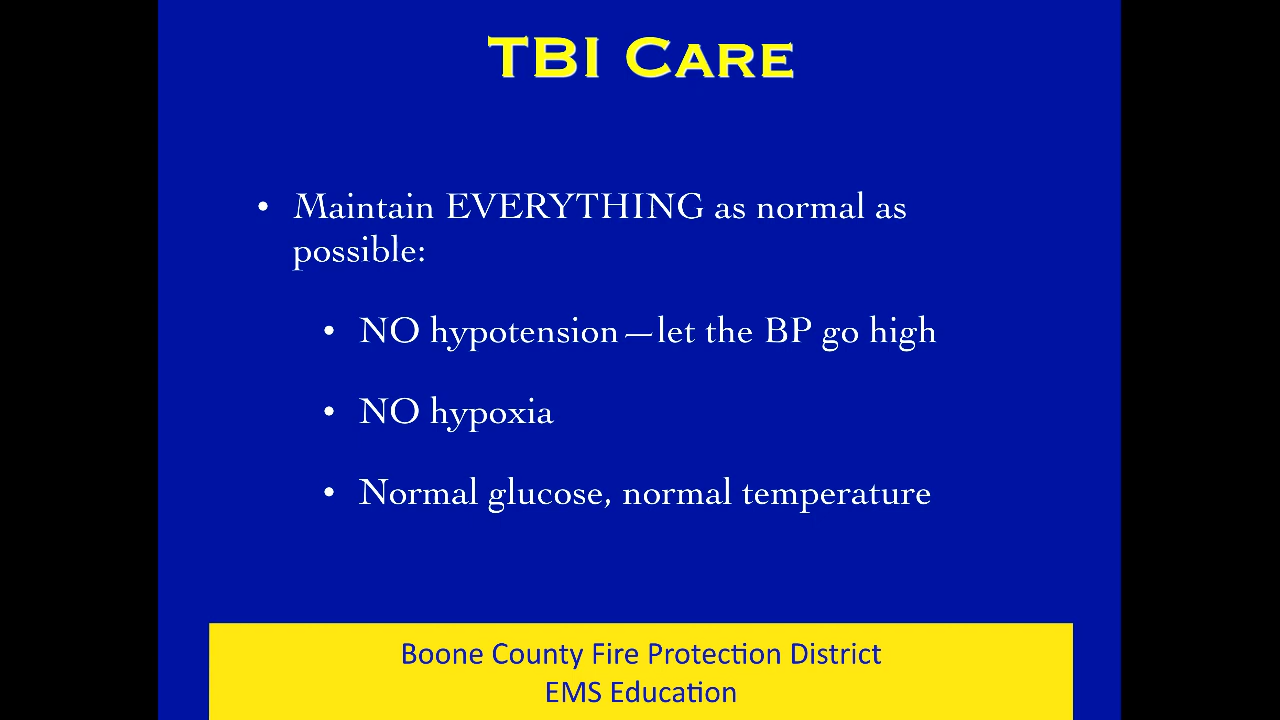 TBI CARE
• Maintain EVERYTHING as normal as
possible:
• NO hypotension—let the BP go high
• NO hypoxia
• Normal glucose, normal temperature
Boone County Fire Protection District
EMS Education